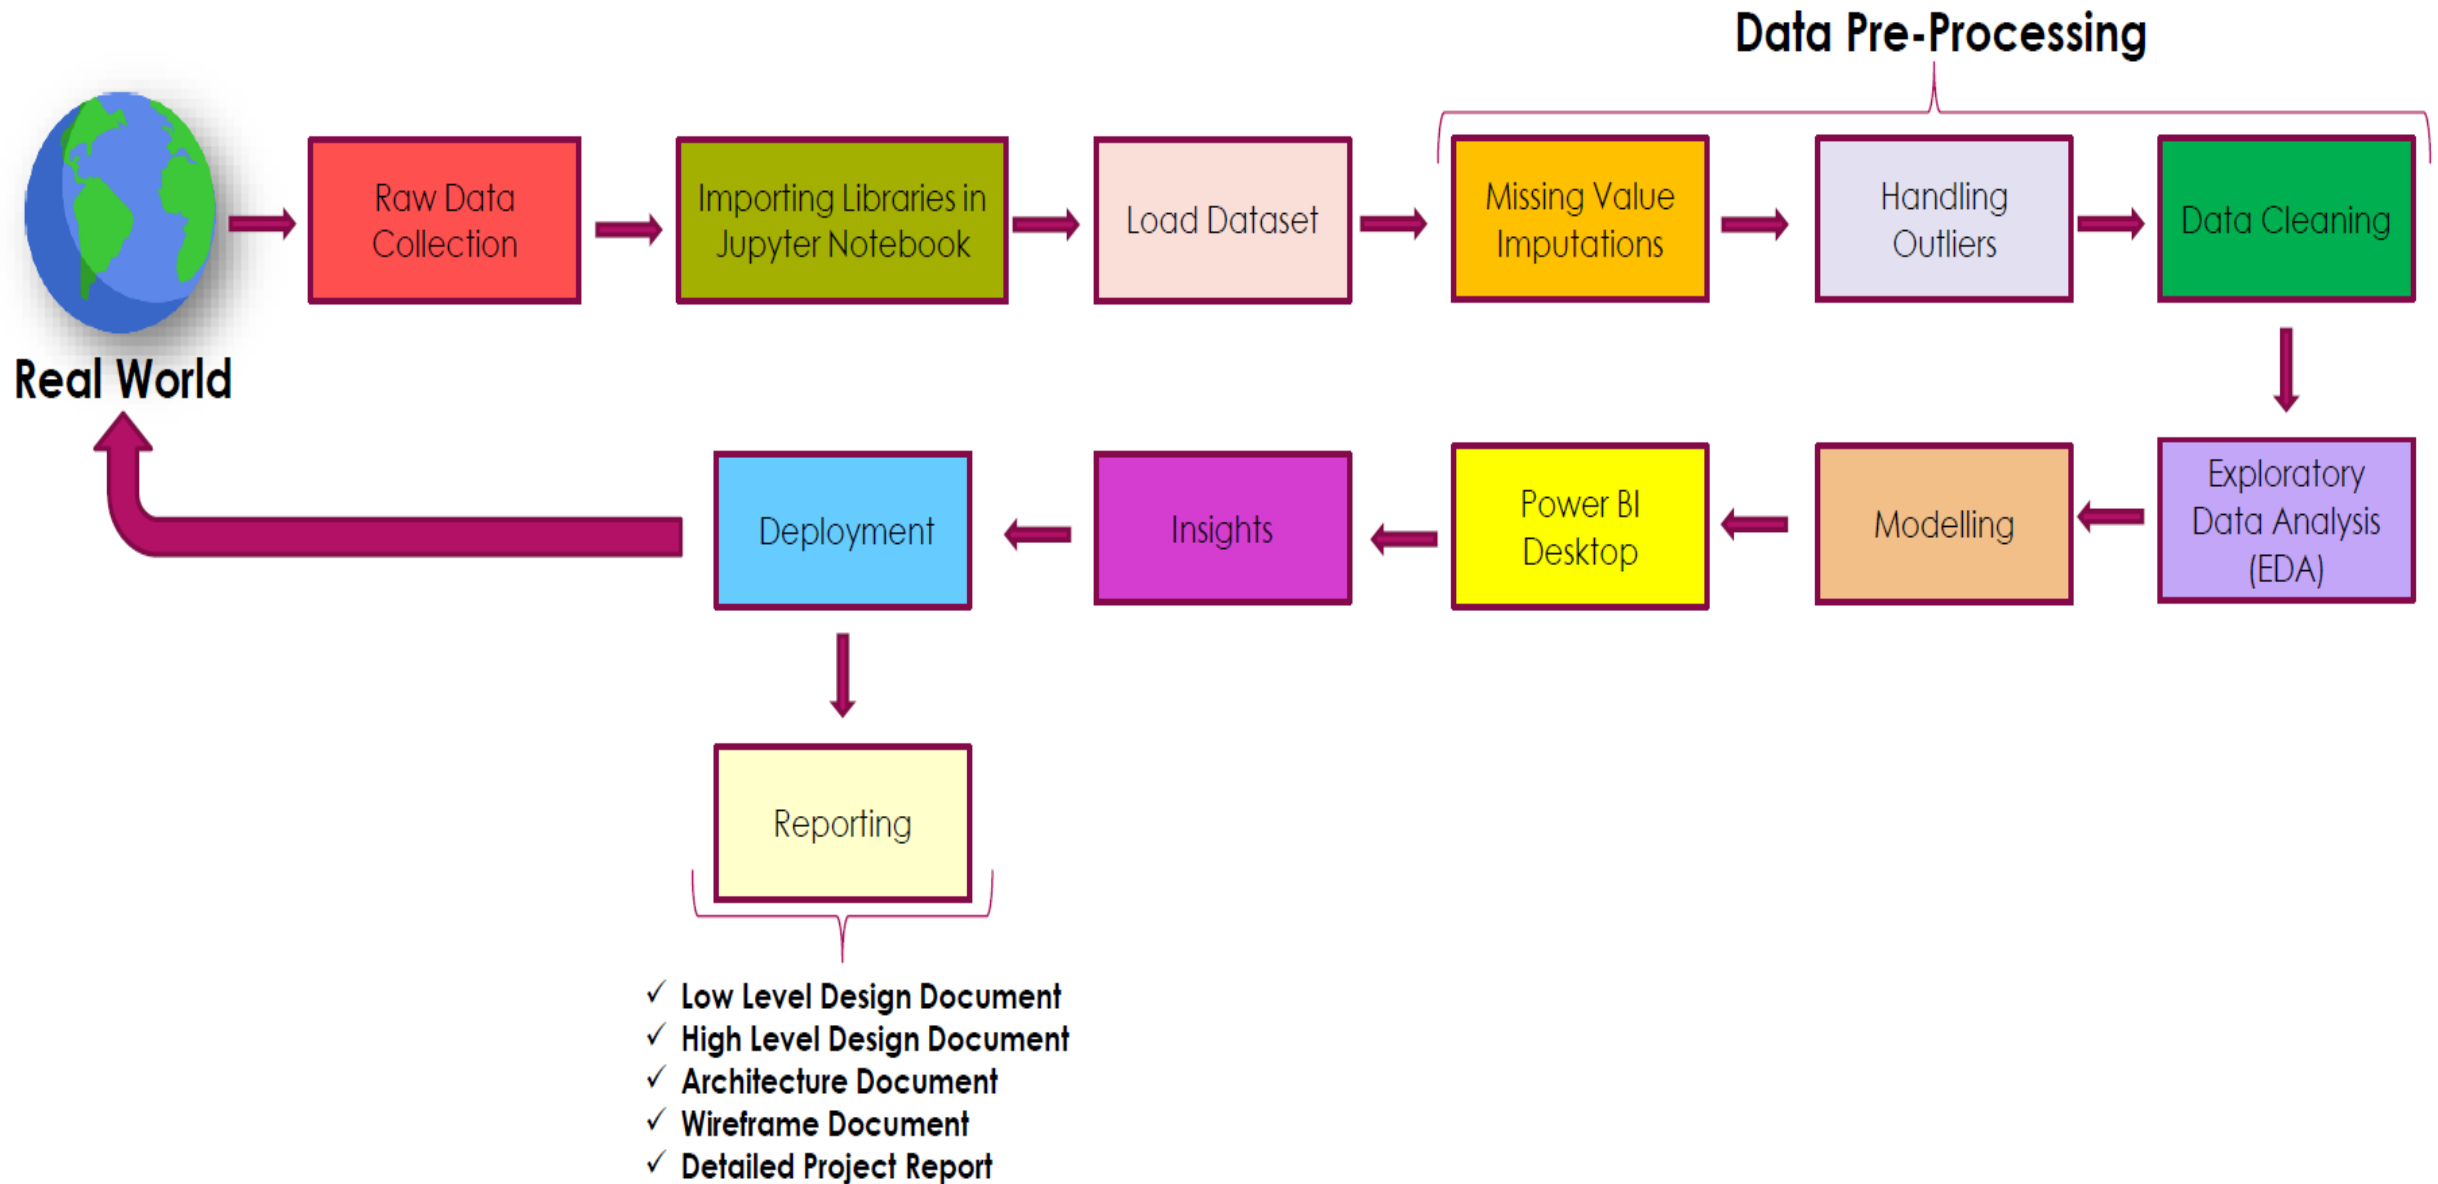 Data Pre-Processing
Raw Data
Collection
Importing Libraries in
Jupyter Notebook
Load Dataset
Missing Value
Imputations
Handling
Outliers
Data Cleaning
Real World
Deployment
Insights
Power BI
Desktop
Modelling
Exploratory
Data Analysis
(EDA)
Reporting
✓ Low Level Design Document
✓ High Level Design Document
✓ Architecture Document
✓ Wireframe Document
✓ Detailed Project Report